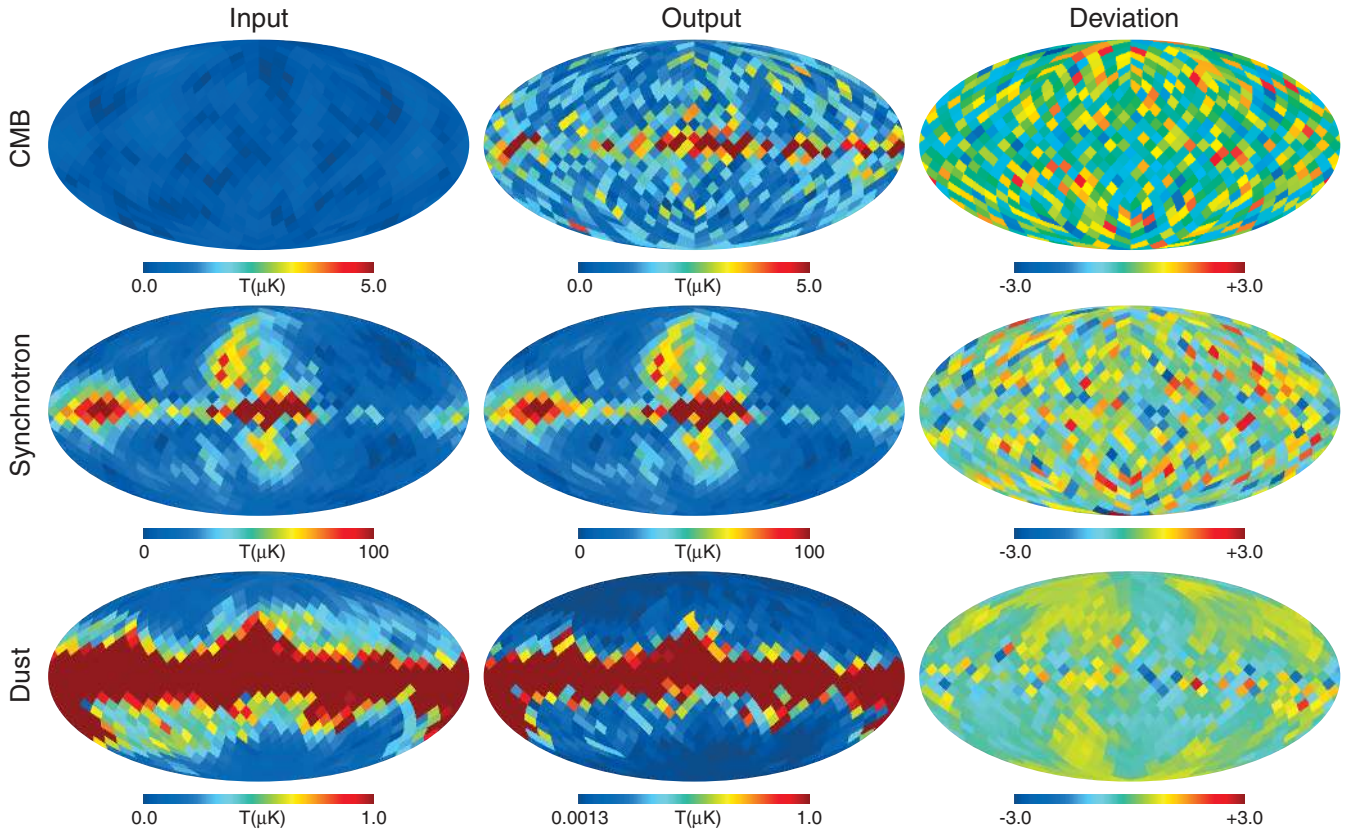 Input Output Deviation
CMB
0.0 T(μK) 5.0 0.0 T(μK) 5.0 -3.0 +3.0
Synchrotron
0 T(μK) 100 0 T(μK) 100 -3.0 +3.0
Dust
0.0 T(μK) 1.0 0.0013 T(μK) 1.0 -3.0 +3.0